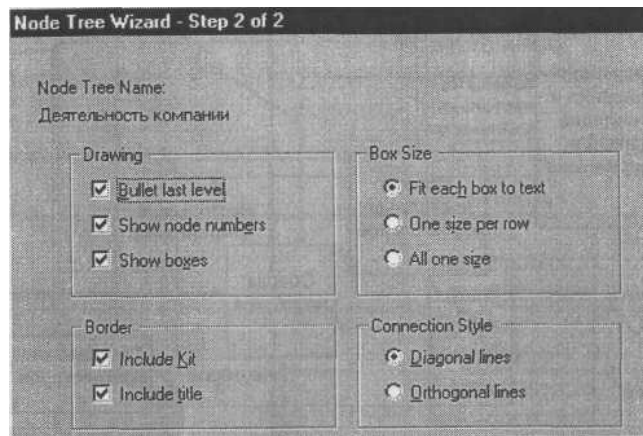 Node Tree Wizard - Step 2 of 2
Node Tree Name:
Деятельность компании
Drawing
Bullet last level
Show node numbers
Show boxes
Box Size
Fit each box to text
One size per row
All one size
Border
Include Kit
Include title
Connection Style
Diagonal lines
Orthogonal lines